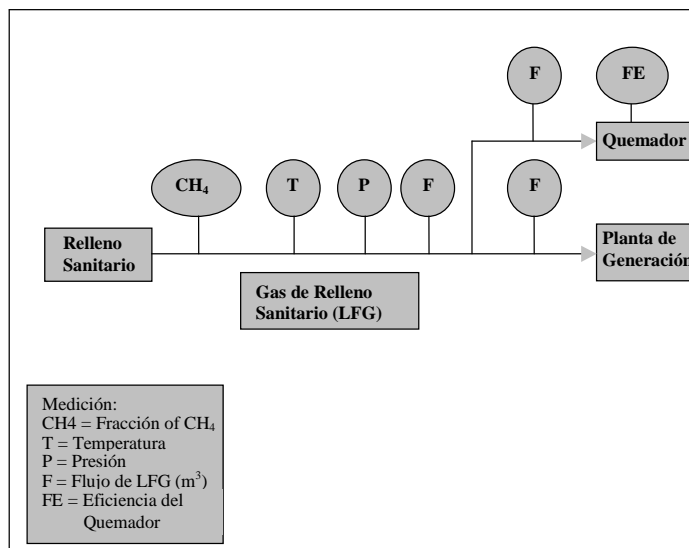 F
FE
Quemador
CH₄
T
P
F
F
Relleno
Sanitario
Planta de
Generación
Gas de Relleno
Sanitario (LFG)
Medición:
CH4 = Fracción of CH₄
T = Temperatura
P = Presión
F = Flujo de LFG (m³)
FE = Eficiencia del
Quemador